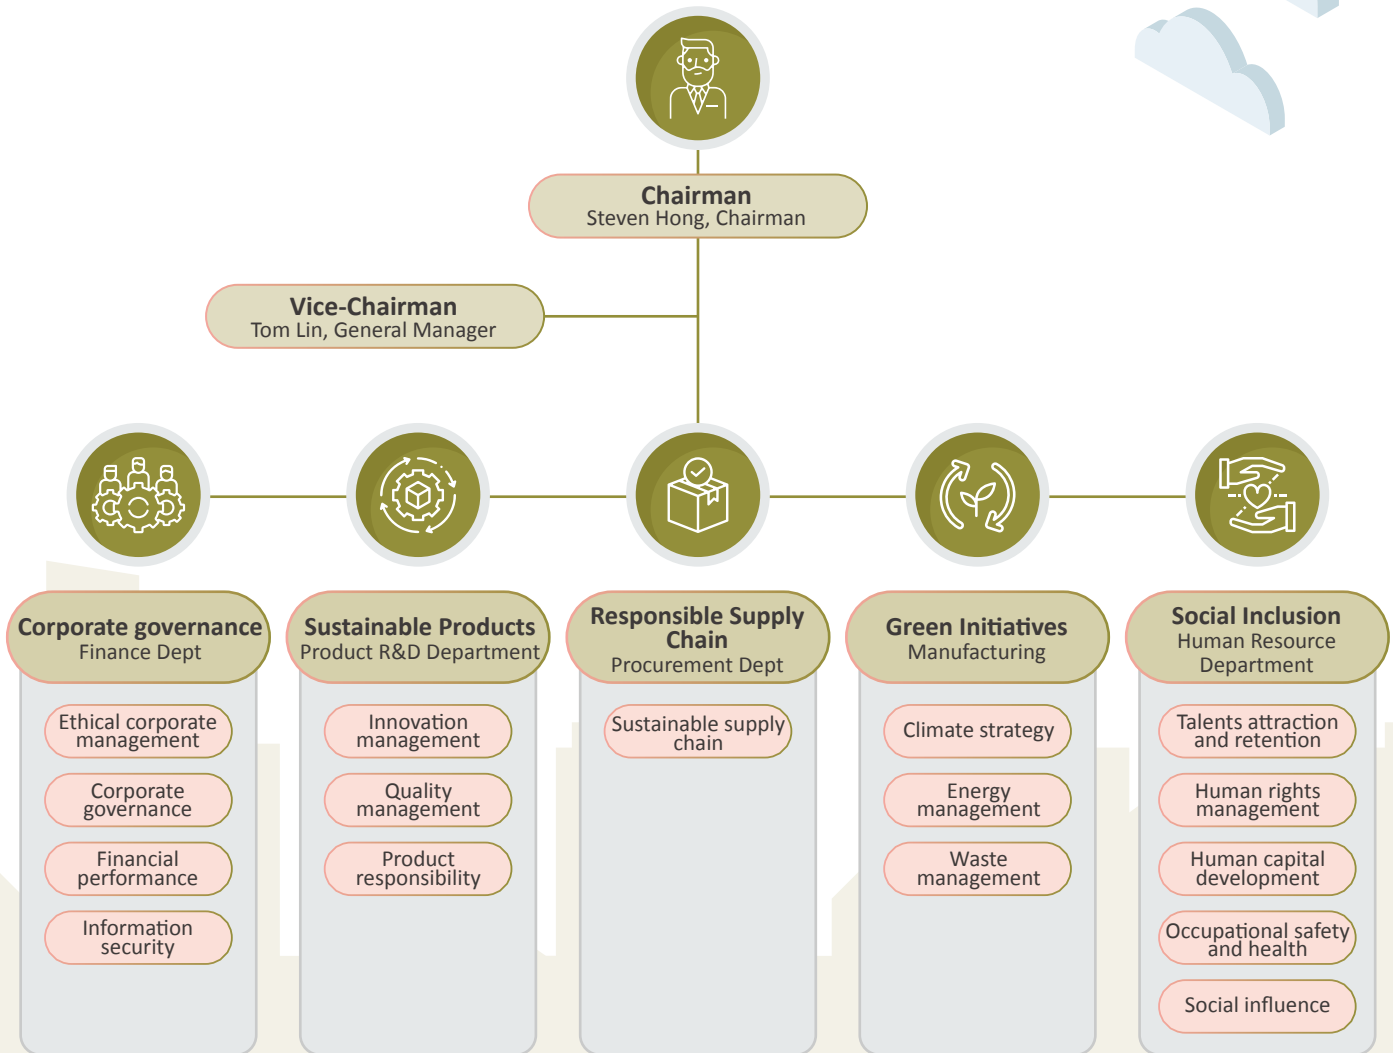 Chairman
Steven Hong, Chairman
Vice-Chairman
Tom Lin, General Manager
Corporate governance
Finance Dept
Ethical corporate
management
Corporate
governance
Financial
performance
Information
security
Sustainable Products
Product R&D Department
Innovation
management
Quality
management
Product
responsibility
Responsible Supply
Chain
Procurement Dept
Sustainable supply
chain
Green Initiatives
Manufacturing
Climate strategy
Energy
management
Waste
management
Social Inclusion
Human Resource
Department
Talents attraction
and retention
Human rights
management
Human capital
development
Occupational safety
and health
Social influence